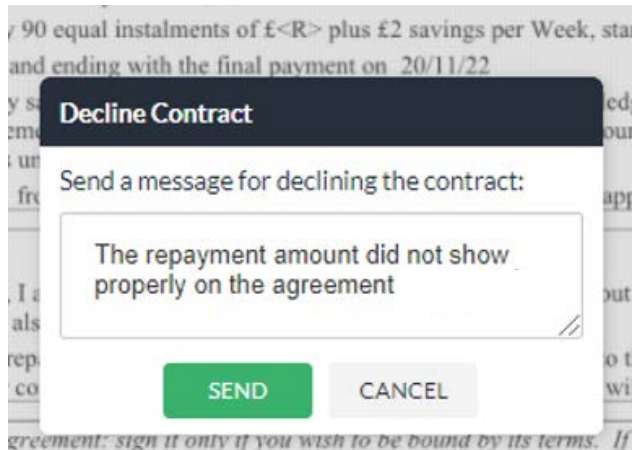 90 equal instalments of £<R> plus £2 savings per Week,
and ending with the final payment on 20/11/22
Decline Contract
Send a message for declining the contract:
The repayment amount did not show
properly on the agreement
SEND CANCEL
agreement: sign it only if you wish to be bound by its terms. If